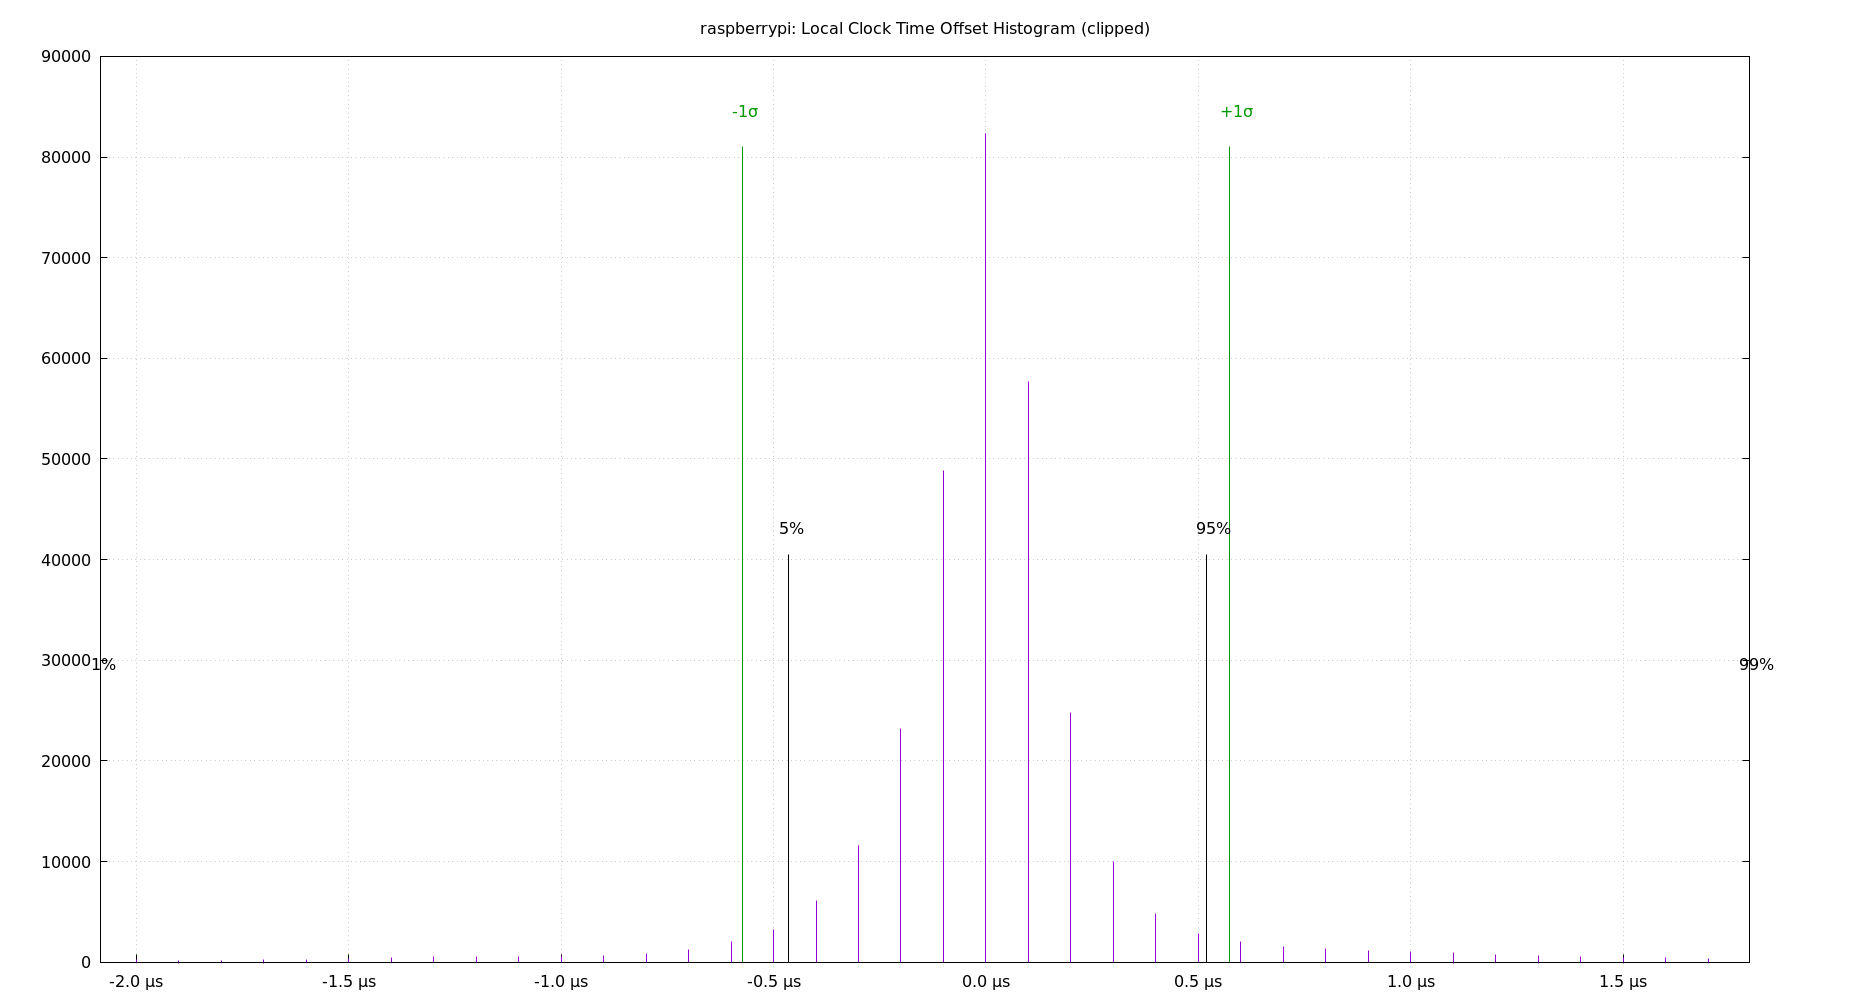 raspberrypi: Local Clock Time Offset Histogram (clipped)
90000
-1σ +1σ
80000
70000
60000
50000
5% 95%
40000
30000 1% 99%
20000
10000
0
-2.0 µs -1.5 µs -1.0 µs -0.5 µs 0.0 µs 0.5 µs 1.0 µs 1.5 µs